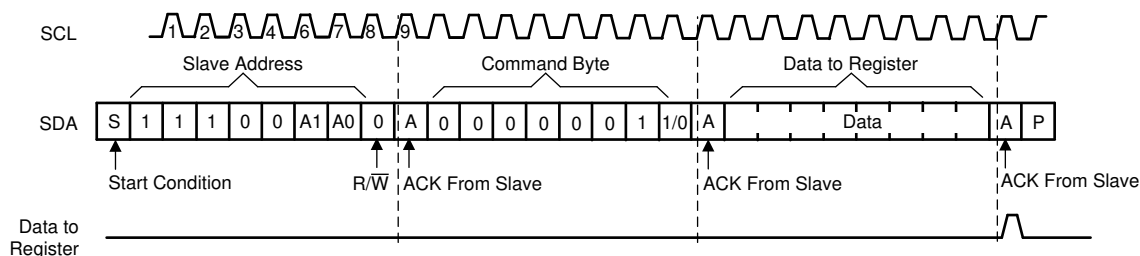 SCL 1 2 3 4 6 7 8 9
Slave Address Command Byte Data to Register
SDA S 1 1 1 0 0 A1 A0 0 A 0 0 0 0 0 0 1 1/0 A Data A P
Start Condition R/W̅ ACK From Slave ACK From Slave ACK From Slave
Data to
Register